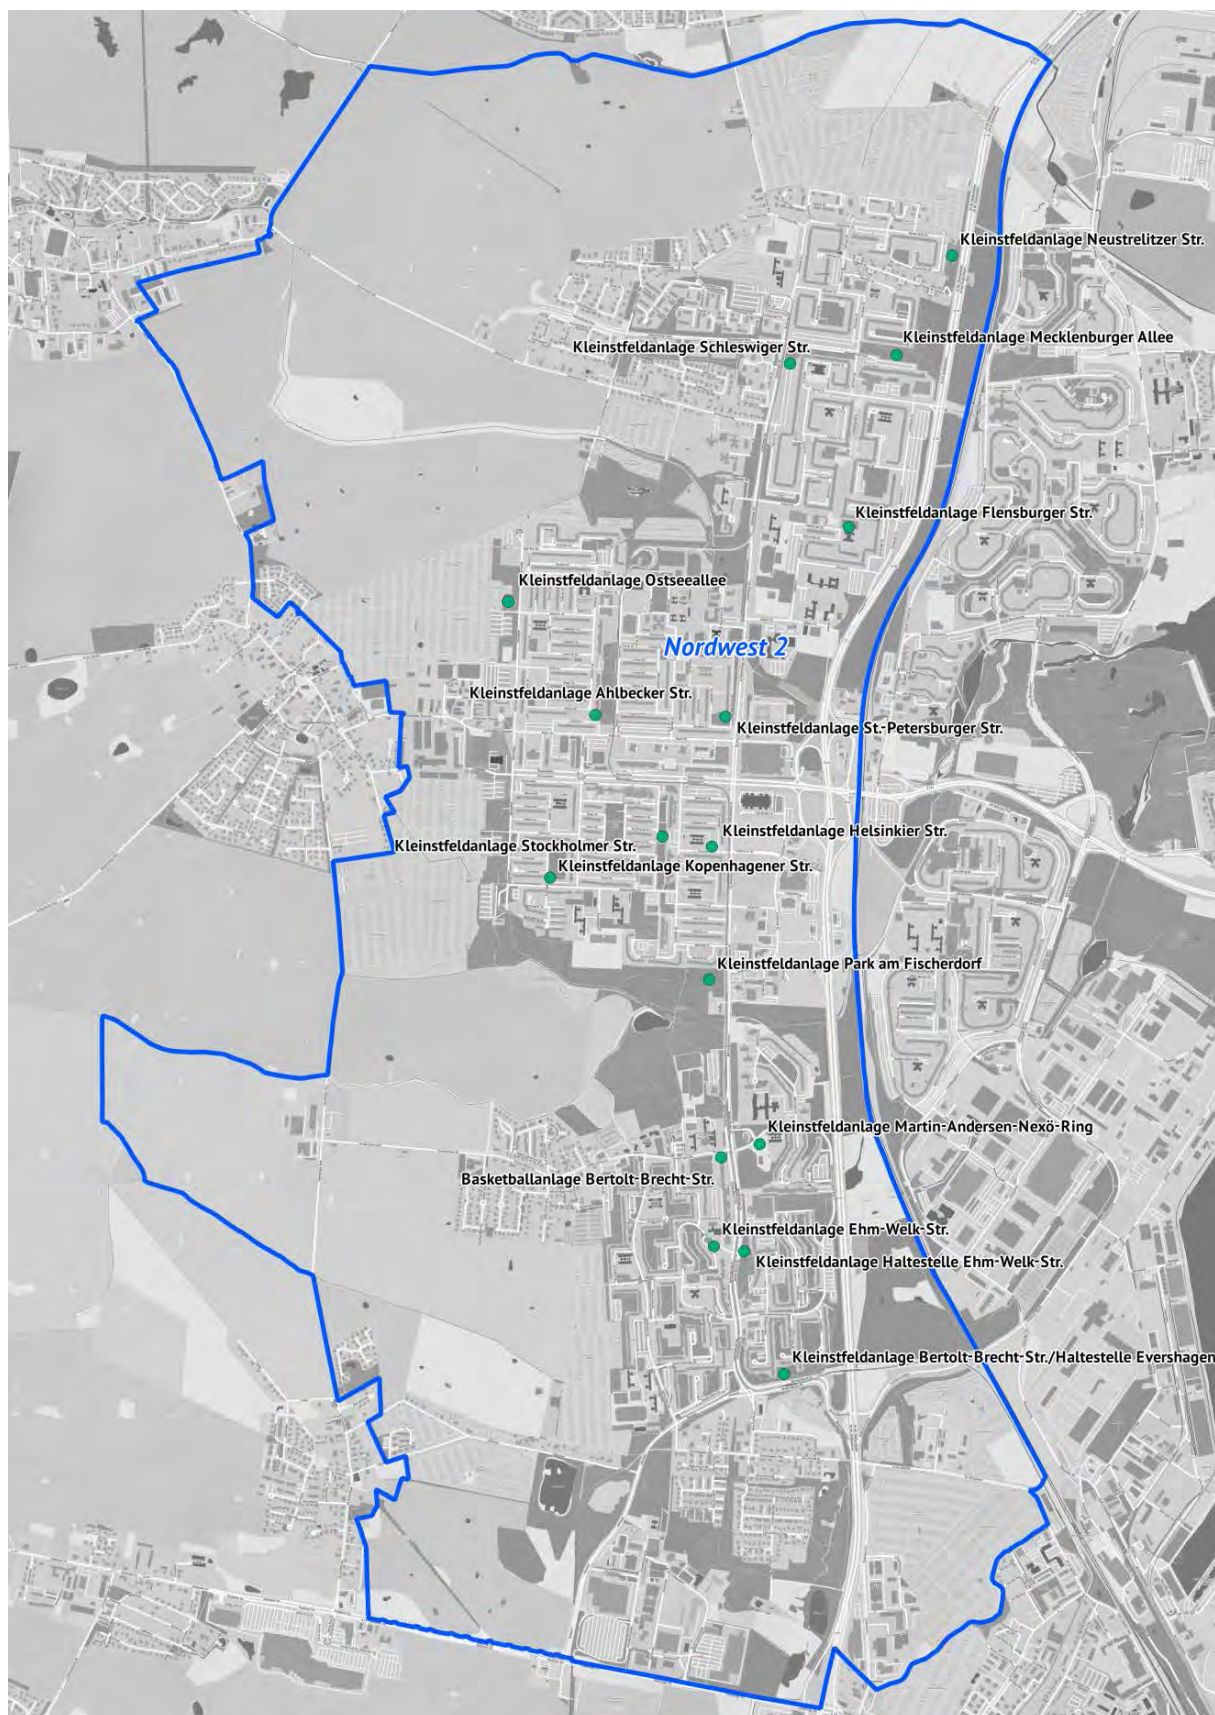 Kleinstfeldanlage Neustrelitzer Str.
Kleinstfeldanlage Mecklenburger Allee
Kleinstfeldanlage Schleswiger Str.
Kleinstfeldanlage Flensburger Str.
Kleinstfeldanlage Ostseeallee
Nordwest 2
Kleinstfeldanlage Ahlbecker Str.
Kleinstfeldanlage St.-Petersburger Str.
Kleinstfeldanlage Helsinkier Str.
Kleinstfeldanlage Stockholmer Str.
Kleinstfeldanlage Kopenhagener Str.
Kleinstfeldanlage Park am Fischerdorf
Kleinstfeldanlage Martin-Andersen-Nexö-Ring
Basketballanlage Bertolt-Brecht-Str.
Kleinstfeldanlage Ehm-Welk-Str.
Kleinstfeldanlage Haltestelle Ehm-Welk-Str.
Kleinstfeldanlage Bertolt-Brecht-Str./Haltestelle Evershagen